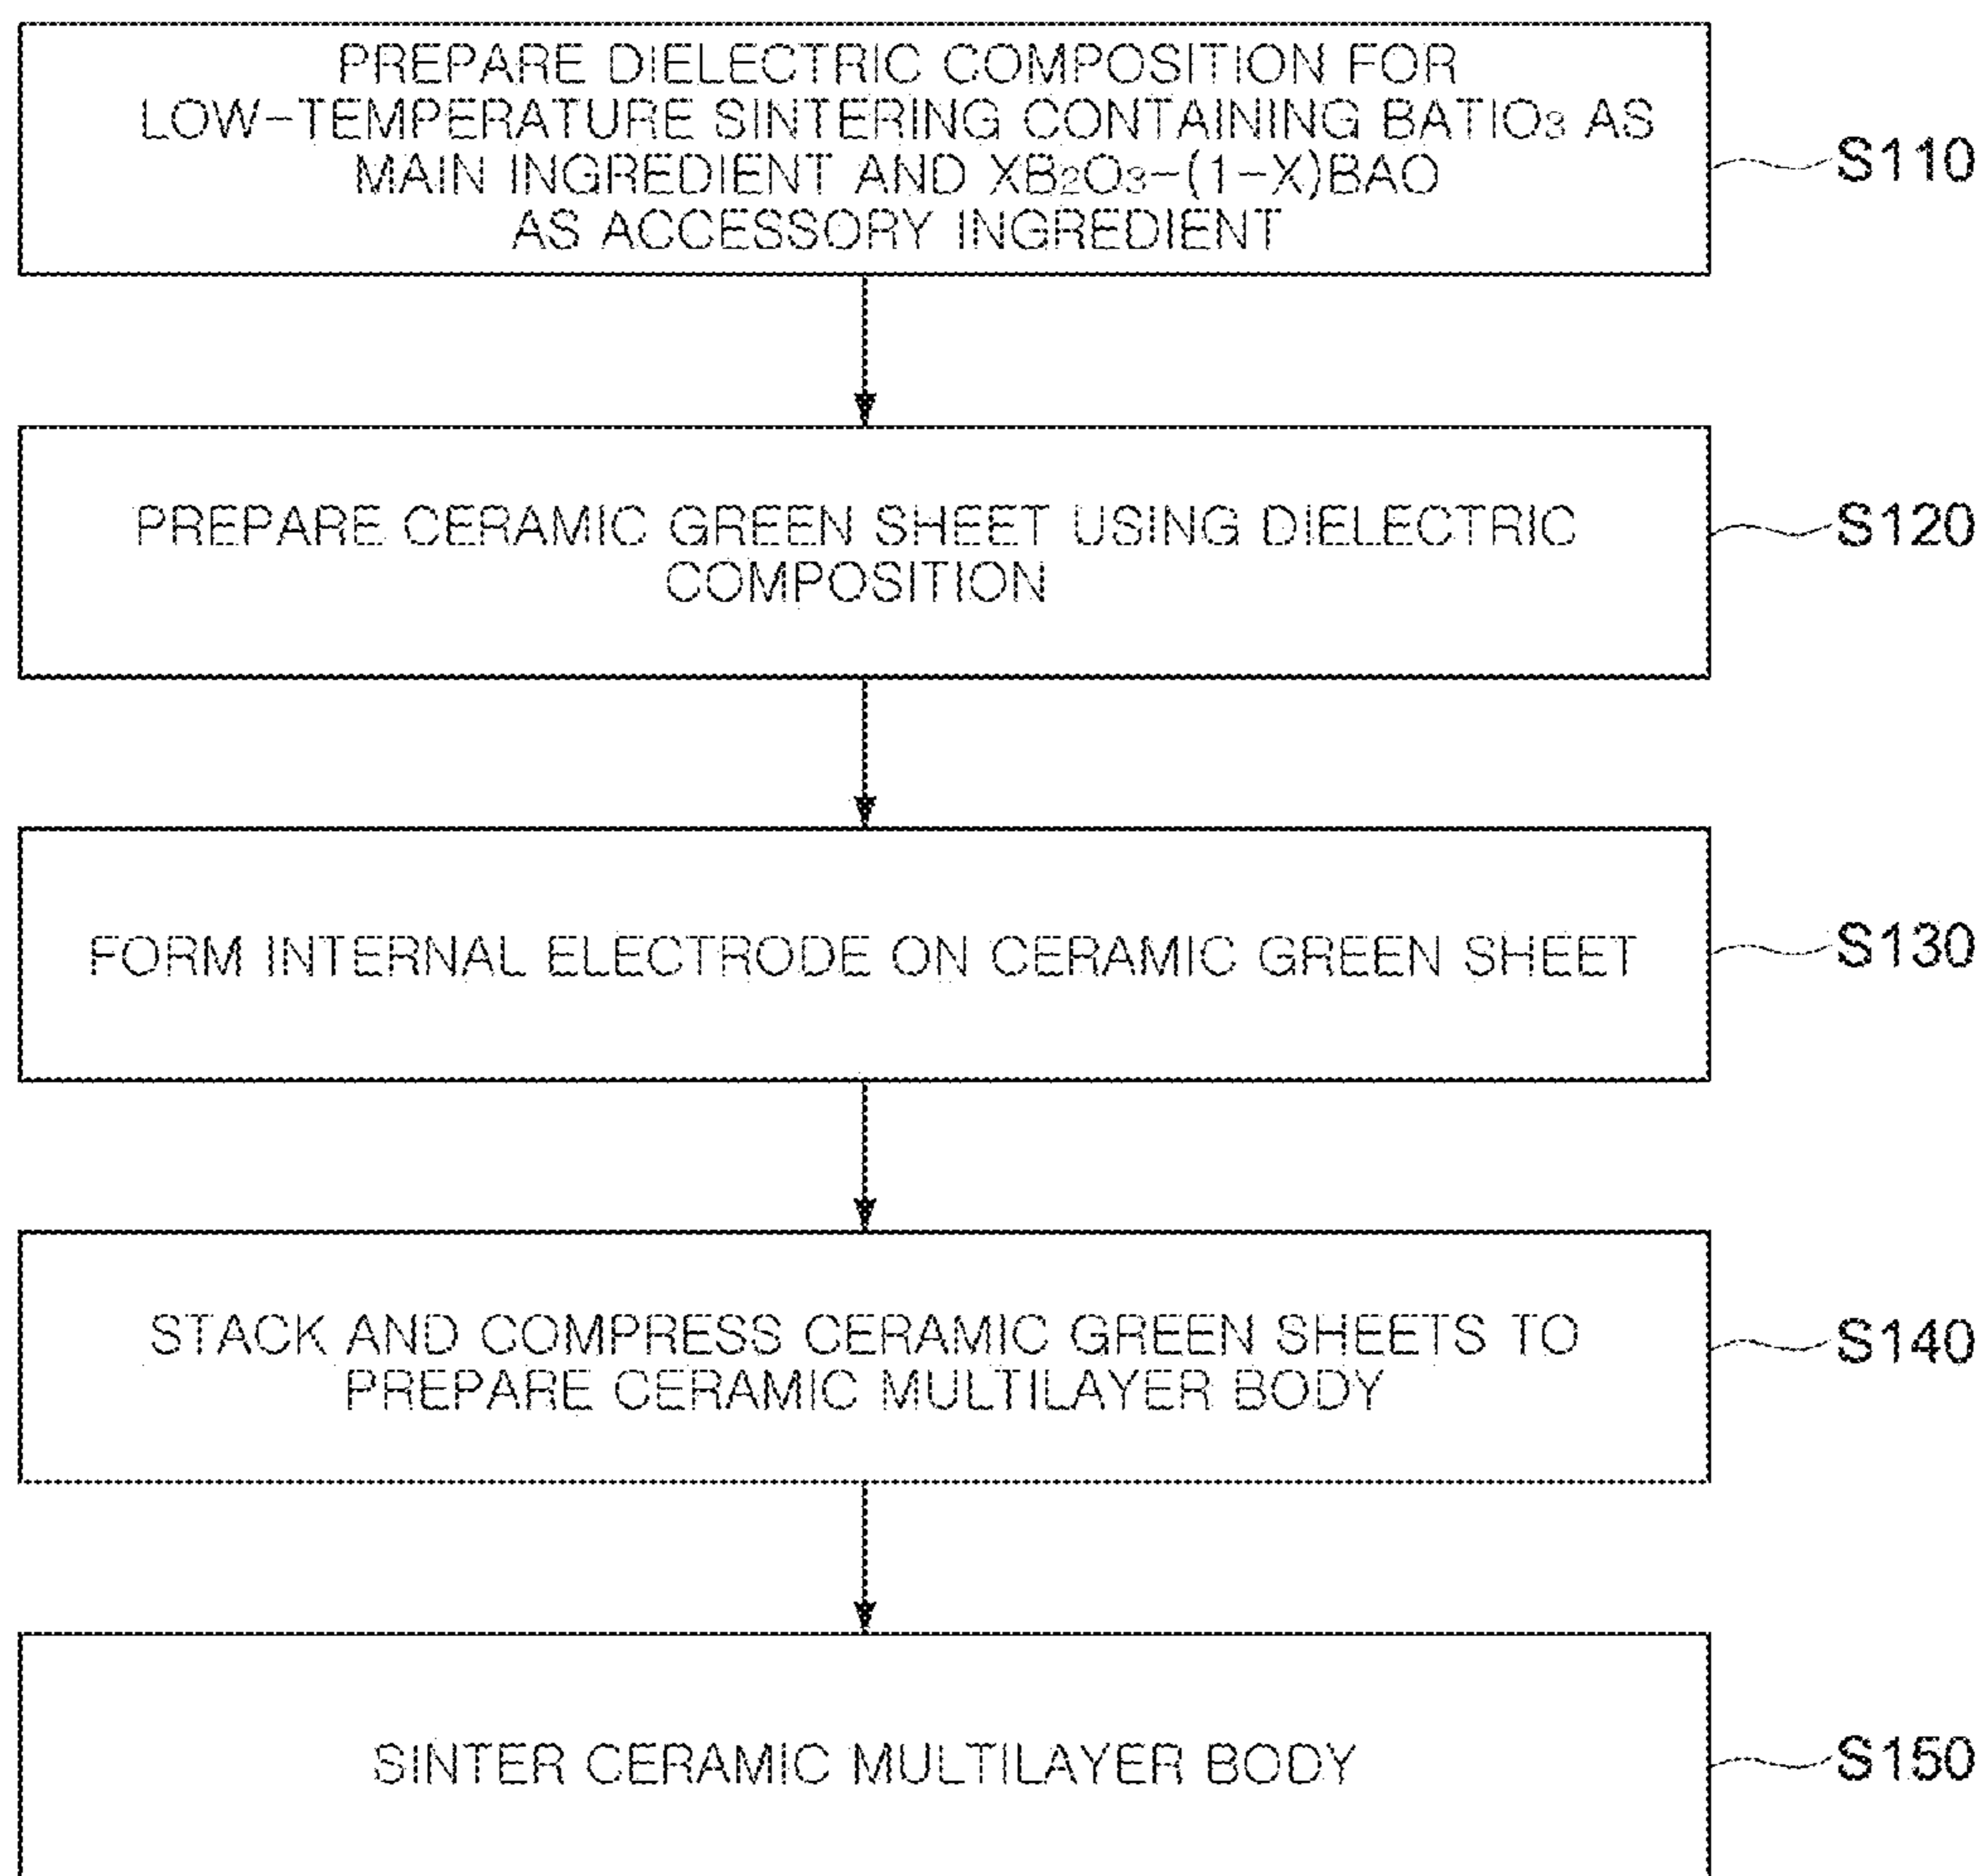 PREPARE DIELECTRIC COMPOSITION FOR
LOW-TEMPERATURE SINTERING CONTAINING BATIO₃ AS
MAIN INGREDIENT AND XB₂O₃-(1-X)BAO
AS ACCESSORY INGREDIENT
S110
PREPARE CERAMIC GREEN SHEET USING DIELECTRIC
COMPOSITION
S120
FORM INTERNAL ELECTRODE ON CERAMIC GREEN SHEET
S130
STACK AND COMPRESS CERAMIC GREEN SHEETS TO
PREPARE CERAMIC MULTILAYER BODY
S140
SINTER CERAMIC MULTILAYER BODY
S150